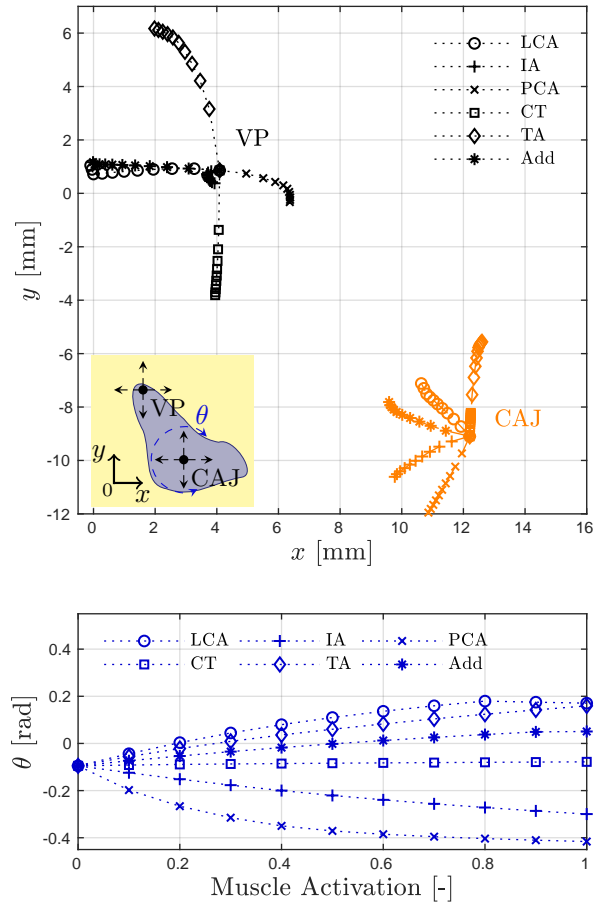 LCA
IA
PCA
CT
TA
Add
VP
CAJ
6
4
2
0
-2
-4
-6
-8
-10
-12
y [mm]
VP
θ
CAJ
y
0
x
0 2 4 6 8 10 12 14 16
x [mm]
LCA IA PCA
CT TA Add
0.4
0.2
0
-0.2
-0.4
θ [rad]
0 0.2 0.4 0.6 0.8 1.0
Muscle Activation [-]